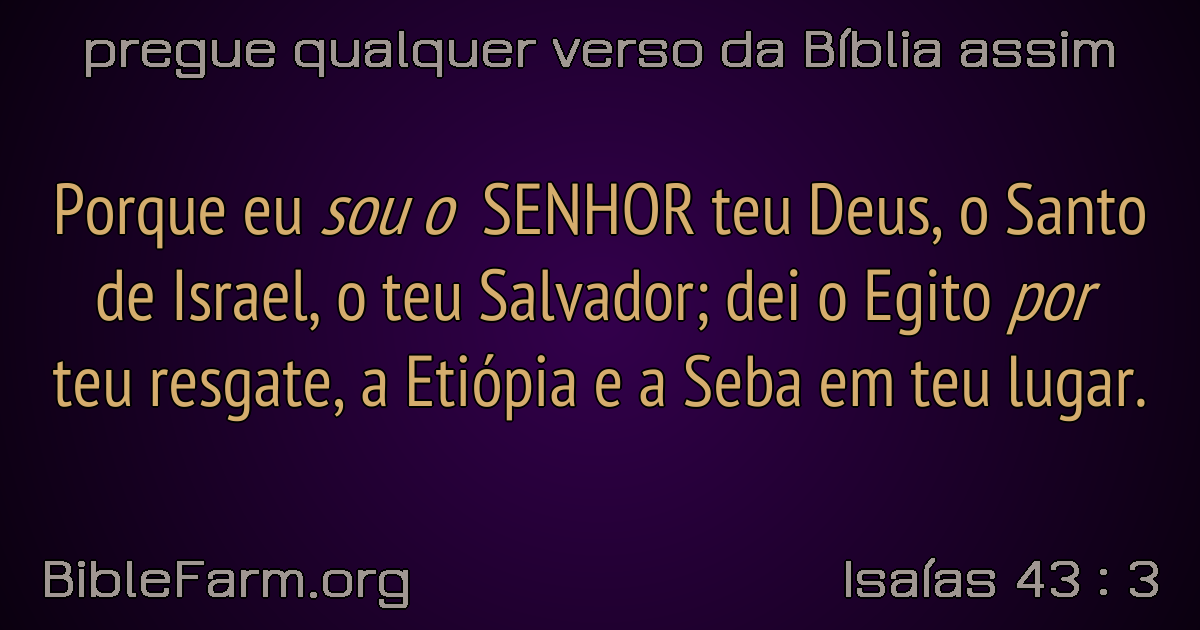 pregue qualquer verso da Bíblia assim
Porque eu sou o SENHOR teu Deus, o Santo
de Israel, o teu Salvador; dei o Egito por
teu resgate, a Etiópia e a Seba em teu lugar.
BibleFarm.org
Isaías 43 : 3